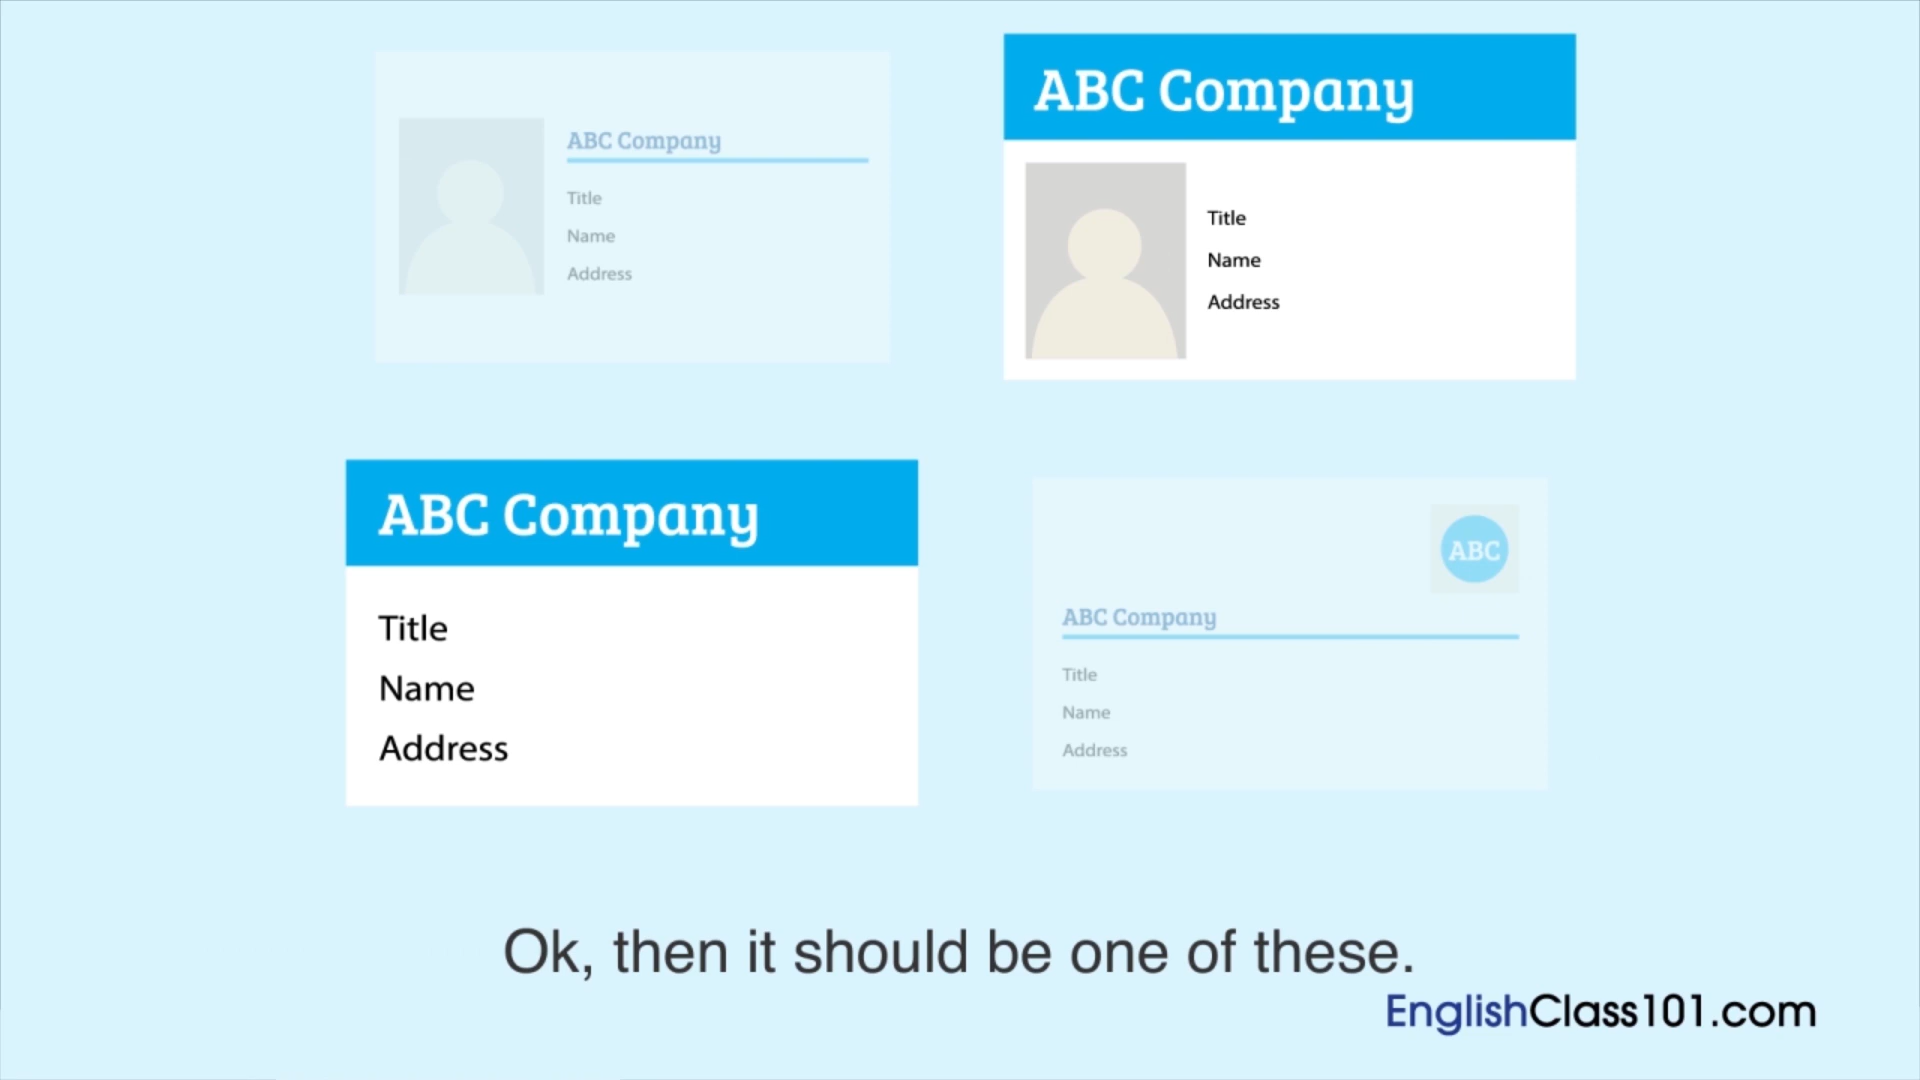 ABC Company
Title
Name
Address
ABC Company
Title
Name
Address
ABC Company
Title
Name
Address
ABC
ABC Company
Title
Name
Address
Ok, then it should be one of these.
EnglishClass101.com